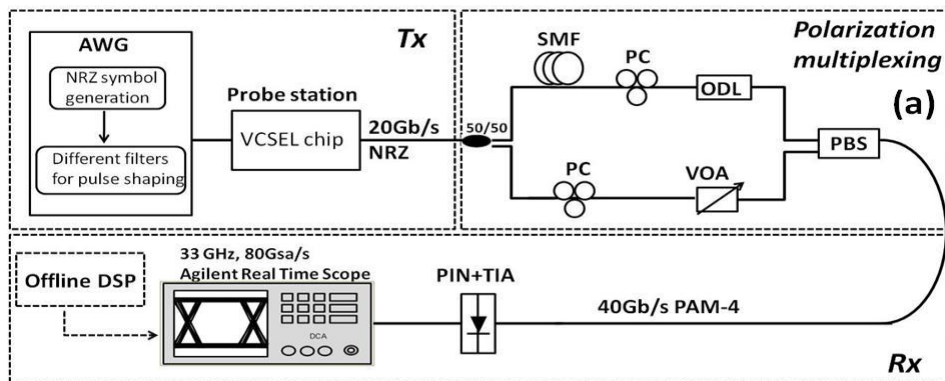 AWG
NRZ symbol
generation
Different filters
for pulse shaping
Tx
Probe station
VCSEL chip
20Gb/s
NRZ
50/50
SMF
PC
ODL
Polarization
multiplexing
(a)
PBS
PC
VOA
Offline DSP
33 GHz, 80Gsa/s
Agilent Real Time Scope
DCA
PIN+TIA
40Gb/s PAM-4
Rx